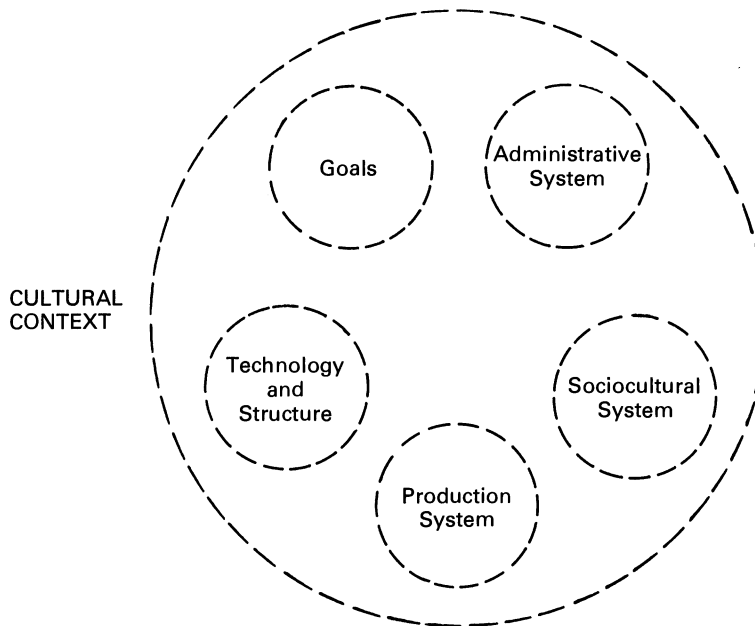 Goals
Administrative
System
CULTURAL
CONTEXT
Technology
and
Structure
Sociocultural
System
Production
System